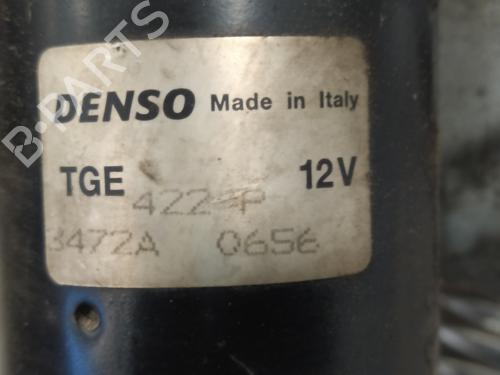 DENSO Made in Italy
TGE 12V
422 P
3472A 0656
B-PARTS